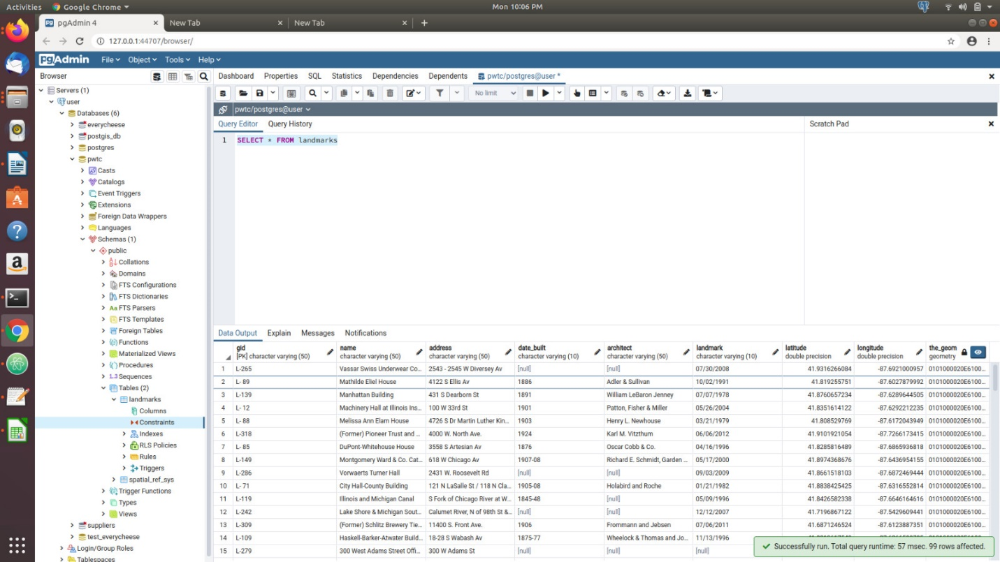 Activities Google Chrome Mon 10:06 PM
pgAdmin 4 New Tab New Tab
127.0.0.1:44707/browser/
pgAdmin File Object Tools Help
Browser Dashboard Properties SQL Statistics Dependencies Dependents pwtc/postgres@user *
No limit
pwtc/postgres@user
Query Editor Query History Scratch Pad
1 SELECT * FROM landmarks
Servers (1)
user
Databases (6)
everycheese
postgis_db
postgres
pwtc
Casts
Catalogs
Event Triggers
Extensions
Foreign Data Wrappers
Languages
Schemas (1)
public
Collations
Domains
FTS Configurations
FTS Dictionaries
FTS Parsers
FTS Templates
Foreign Tables
Functions
Materialized Views
Procedures
1..3 Sequences
Tables (2)
landmarks
Columns
Constraints
Indexes
RLS Policies
Rules
Triggers
spatial_ref_sys
Trigger Functions
Types
Views
suppliers
test_everycheese
Login/Group Roles
Tablespaces
Data Output Explain Messages Notifications
gid name address date_built architect landmark latitude longitude the_geom
[PK] character varying (50) character varying (50) character varying (50) character varying (10) character varying (50) character varying (10) double precision double precision geometry
1 L-265 Vassar Swiss Underwear Co... 2543 - 2545 W Diversey Av [null] [null] 07/30/2008 41.9316266084 -87.6921000957 0101000020E6100...
2 L- 89 Mathilde Eliel House 4122 S Ellis Av 1886 Adler & Sullivan 10/02/1991 41.819255751 -87.6027879992 0101000020E6100...
3 L-139 Manhattan Building 431 S Dearborn St 1891 William LeBaron Jenney 07/07/1978 41.8760657234 -87.6289644505 0101000020E6100...
4 L- 12 Machinery Hall at Illinois Ins... 100 W 33rd St 1901 Patton, Fisher & Miller 05/26/2004 41.8351614122 -87.6292212235 0101000020E6100...
5 L- 88 Melissa Ann Elam House 4726 S Dr Martin Luther Kin... 1903 Henry L. Newhouse 03/21/1979 41.808529769 -87.6172043949 0101000020E6100...
6 L-318 (Former) Pioneer Trust and ... 4000 W. North Ave. 1924 Karl M. Vitzthum 06/06/2012 41.9101921054 -87.7266173415 0101000020E6100...
7 L- 85 DuPont-Whitehouse House 3558 S Artesian Av 1876 Oscar Cobb & Co. 04/16/1996 41.8285816489 -87.6865936818 0101000020E6100...
8 L-149 Montgomery Ward & Co. Cat... 618 W Chicago Av 1907-08 Richard E. Schmidt, Garden ... 05/17/2000 41.8974368676 -87.6436954155 0101000020E6100...
9 L-286 Vorwaerts Turner Hall 2431 W. Roosevelt Rd [null] [null] 09/03/2009 41.8661518103 -87.6872469444 0101000020E6100...
10 L- 71 City Hall-County Building 121 N LaSalle St / 118 N Cla... 1905-08 Holabird and Roche 01/21/1982 41.8838425425 -87.6316552814 0101000020E6100...
11 L-119 Illinois and Michigan Canal S Fork of Chicago River at W... 1845-48 [null] 05/09/1996 41.8426582338 -87.6646164616 0101000020E6100...
12 L-242 Lake Shore & Michigan Sout... Calumet River, N of 98th St &... [null] [null] 12/12/2007 41.7196867122 -87.5429609441 0101000020E6100...
13 L-309 (Former) Schlitz Brewery Tie... 11400 S. Front Ave. 1906 Frommann and Jebsen 07/06/2011 41.6871246524 -87.6123887351 0101000020E6100...
14 L-109 Haskell-Barker-Atwater Build... 18-28 S Wabash Av 1875-77 Wheelock & Thomas and Jo... 11/13/1996
15 L-279 300 West Adams Street Offi... 300 W Adams St [null] [null] [null]
Successfully run. Total query runtime: 57 msec. 99 rows affected.